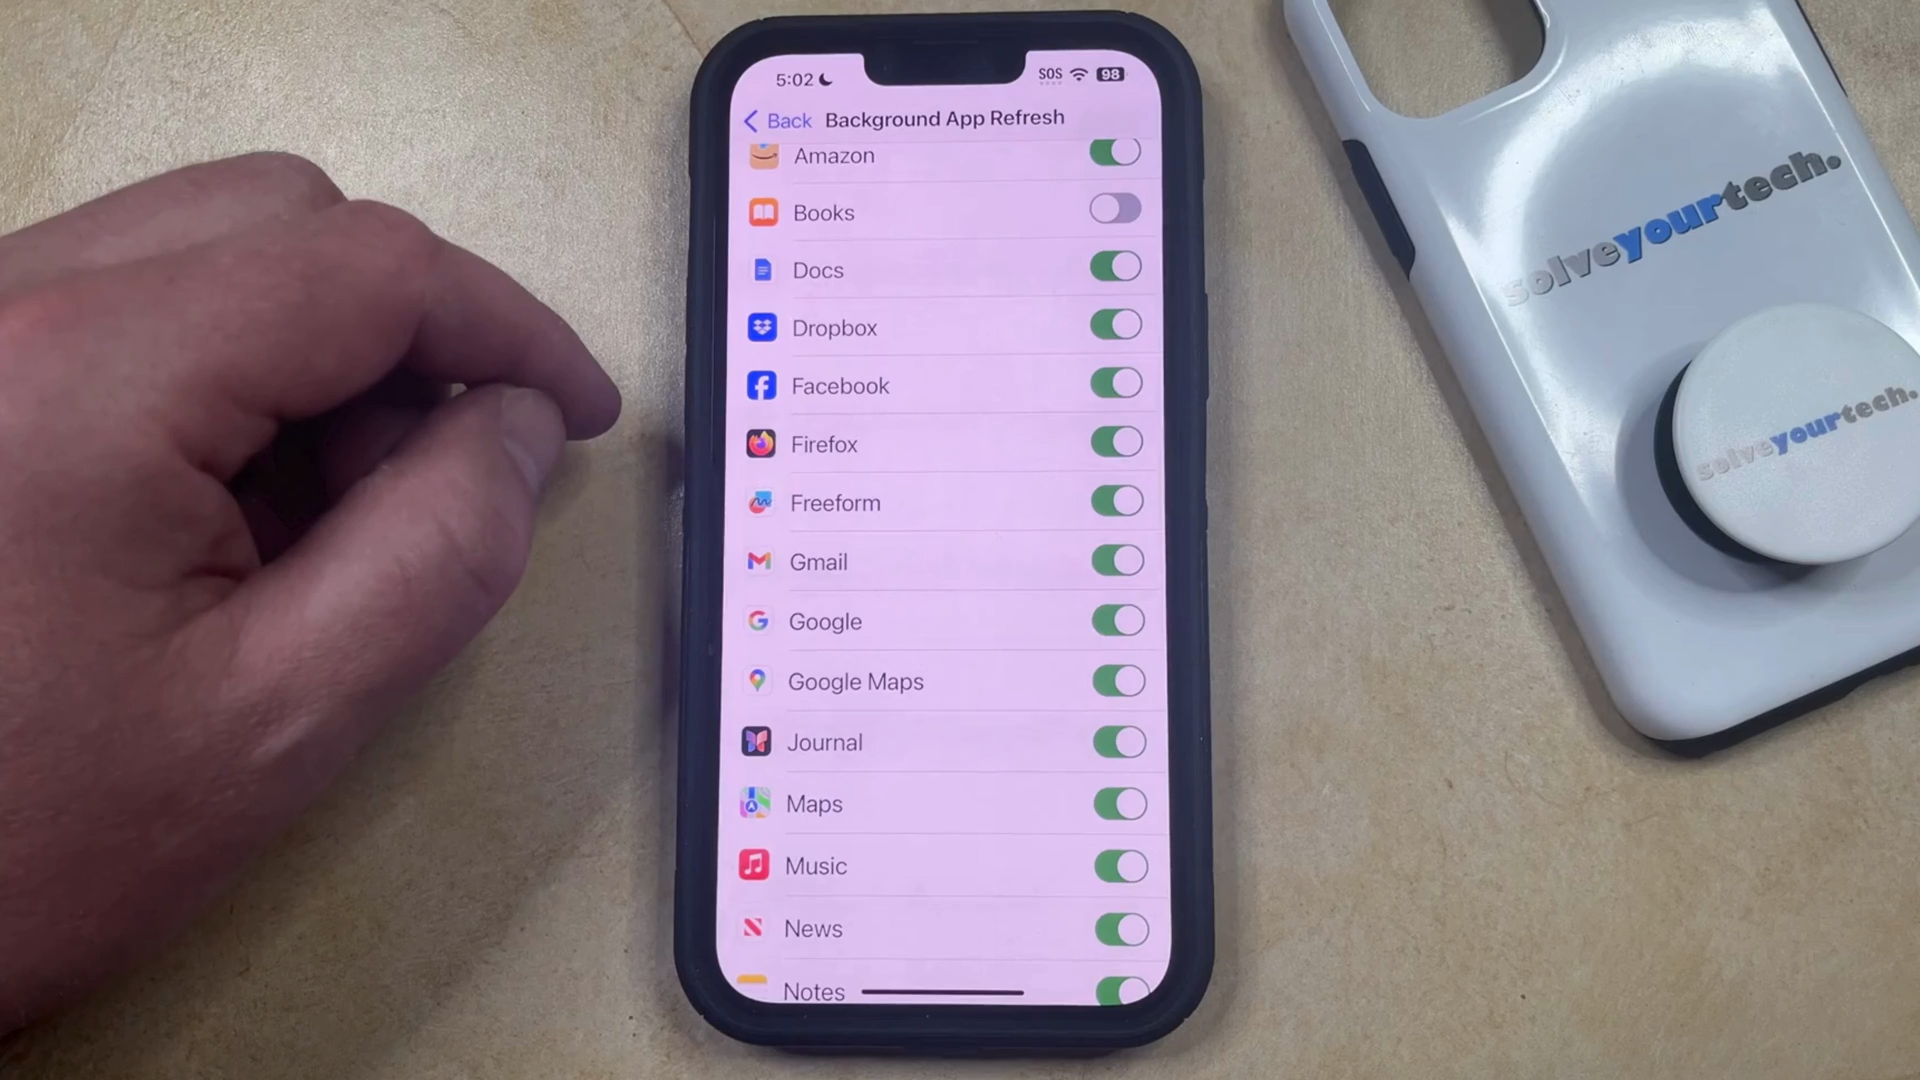 5:02
SOS
98
Back
Background App Refresh
Amazon
Books
Docs
Dropbox
Facebook
Firefox
Freeform
Gmail
Google
Google Maps
Journal
Maps
Music
News
Notes
solveyourtech.
solveyourtech.